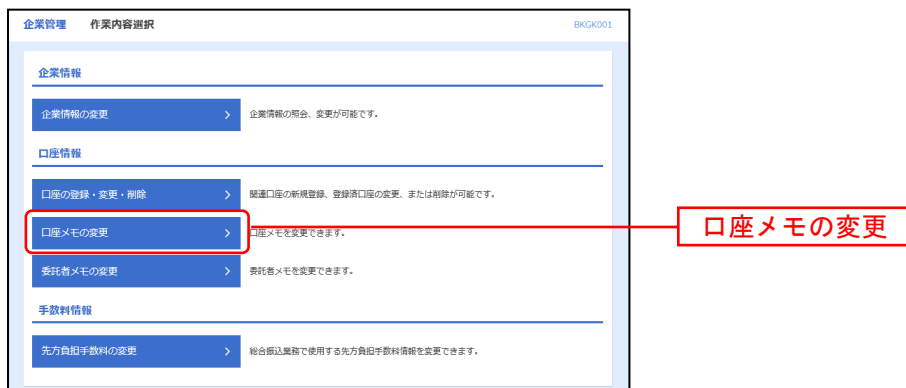 企業管理 作業内容選択 BKGK001
企業情報
企業情報の変更 企業情報の照会、変更が可能です。
口座情報
口座の登録・変更・削除 関連口座の新規登録、登録済口座の変更、または削除が可能です。
口座メモの変更 口座メモを変更できます。 口座メモの変更
委託者メモの変更 委託者メモを変更できます。
手数料情報
先方負担手数料の変更 総合振込業務で使用する先方負担手数料情報を変更できます。